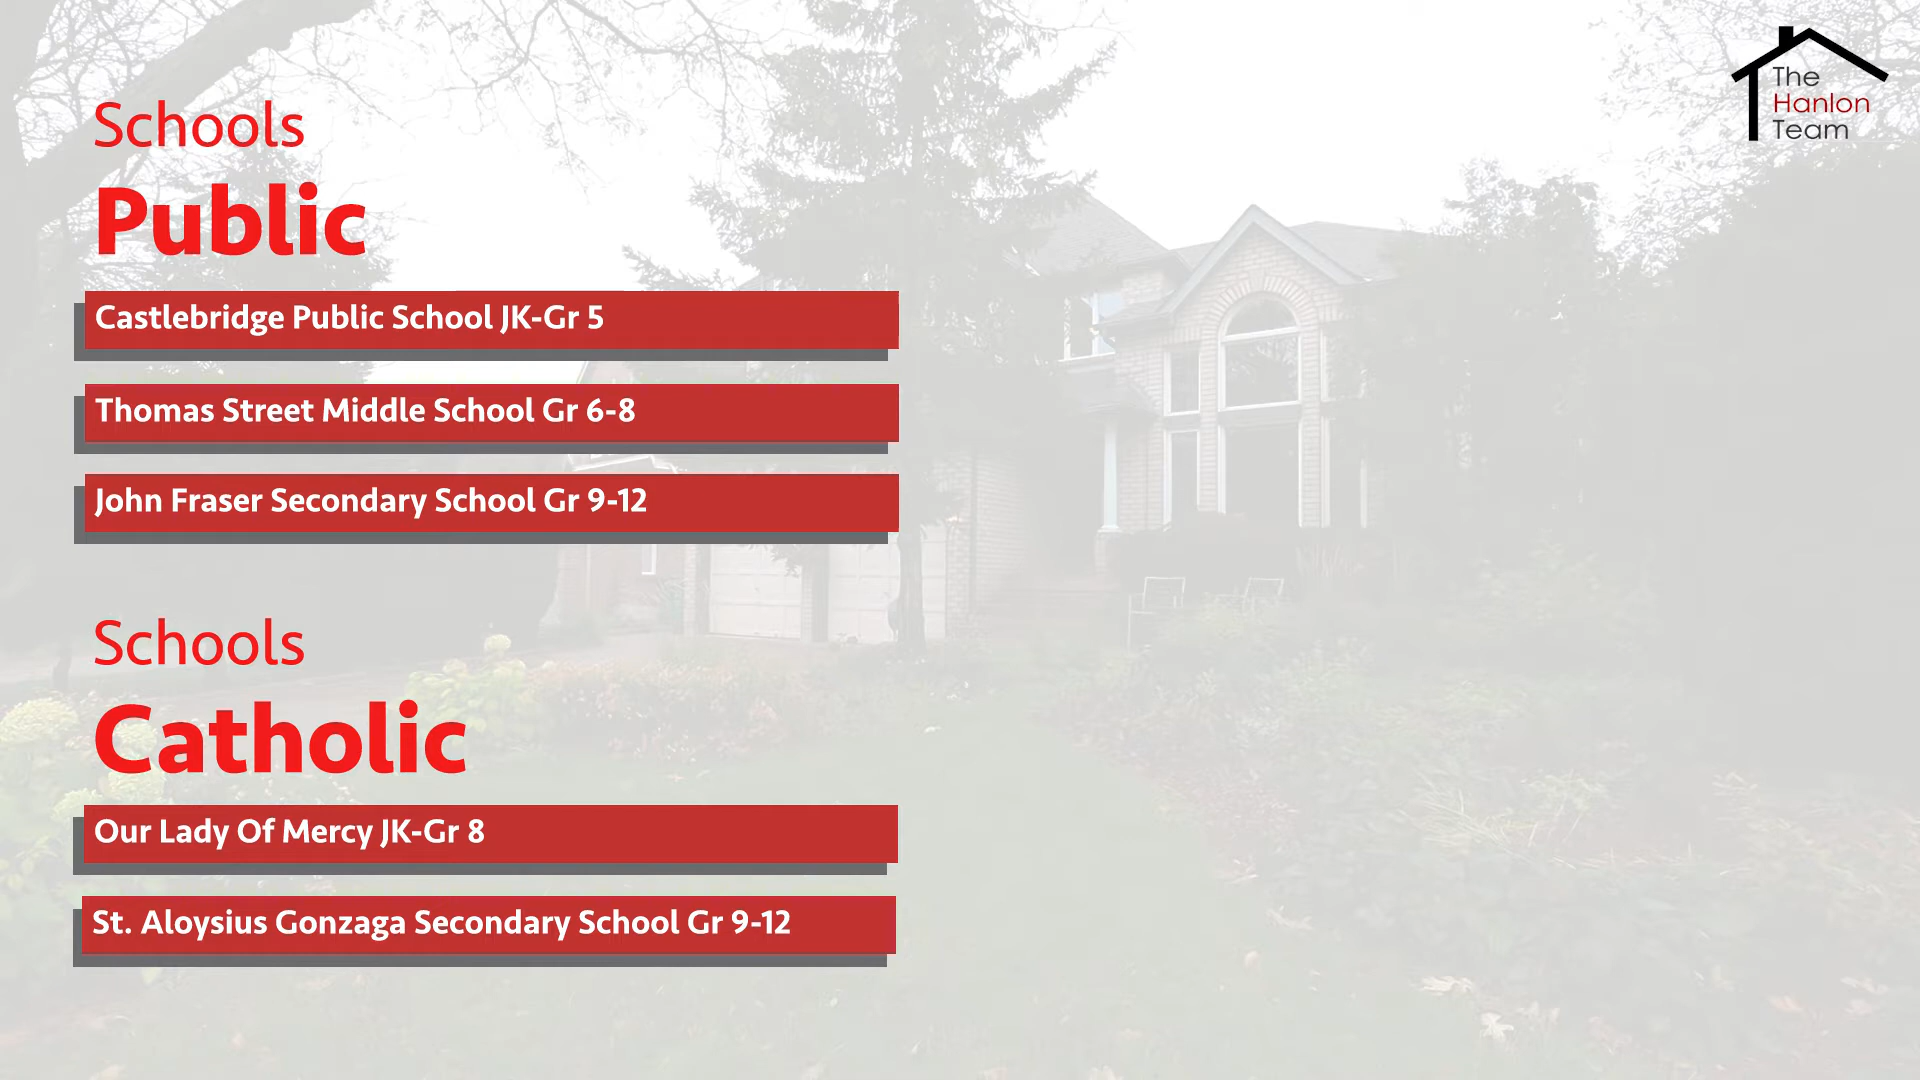 The
Hanlon
Team
Schools
Public
Castlebridge Public School JK-Gr 5
Thomas Street Middle School Gr 6-8
John Fraser Secondary School Gr 9-12
Schools
Catholic
Our Lady Of Mercy JK-Gr 8
St. Aloysius Gonzaga Secondary School Gr 9-12